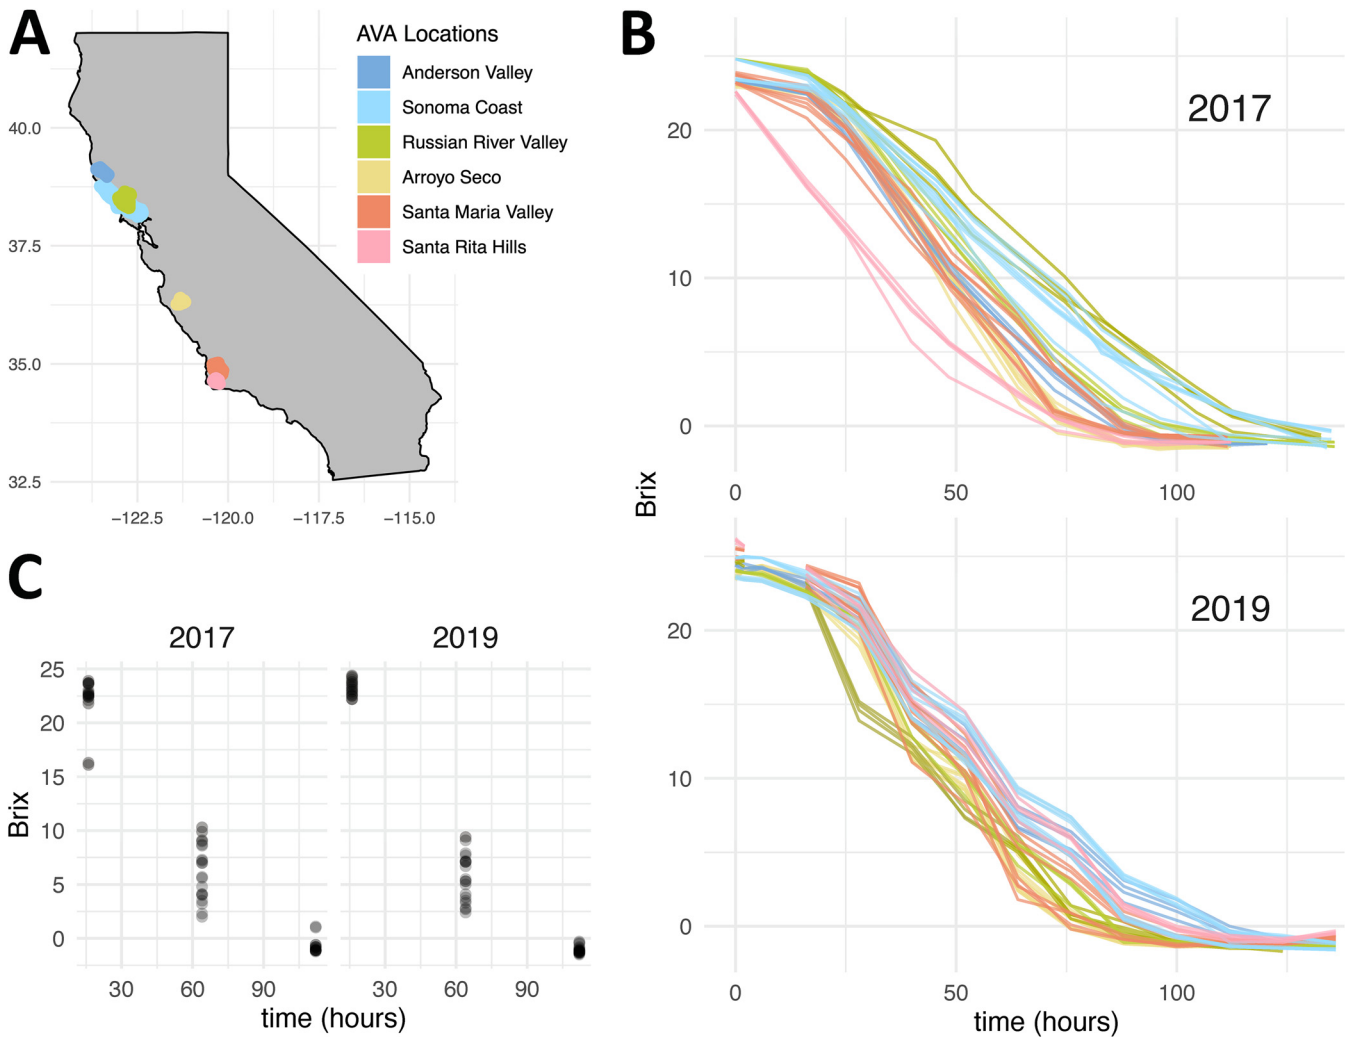 A
AVA Locations
Anderson Valley
Sonoma Coast
Russian River Valley
Arroyo Seco
Santa Maria Valley
Santa Rita Hills
40.0
37.5
35.0
32.5
−122.5 −120.0 −117.5 −115.0
B
2017
20
10
0
0 50 100
Brix
2019
20
10
0
0 50 100
time (hours)
C
2017 2019
25
20
15
10
5
0
Brix
30 60 90 30 60 90
time (hours)